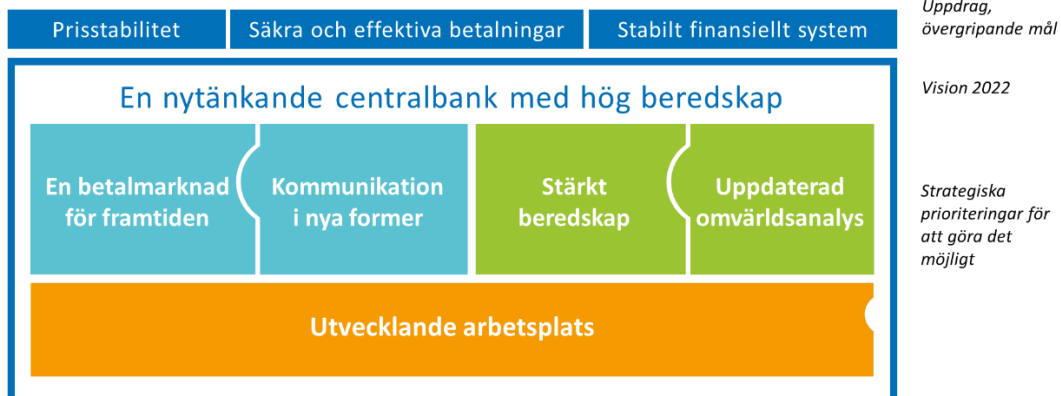 Uppdrag,
övergripande mål
Prisstabilitet
Säkra och effektiva betalningar
Stabilt finansiellt system
En nytänkande centralbank med hög beredskap
Vision 2022
En betalmarknad
för framtiden
Kommunikation
i nya former
Stärkt
beredskap
Uppdaterad
omvärldsanalys
Strategiska
prioriteringar för
att göra det
möjligt
Utvecklande arbetsplats